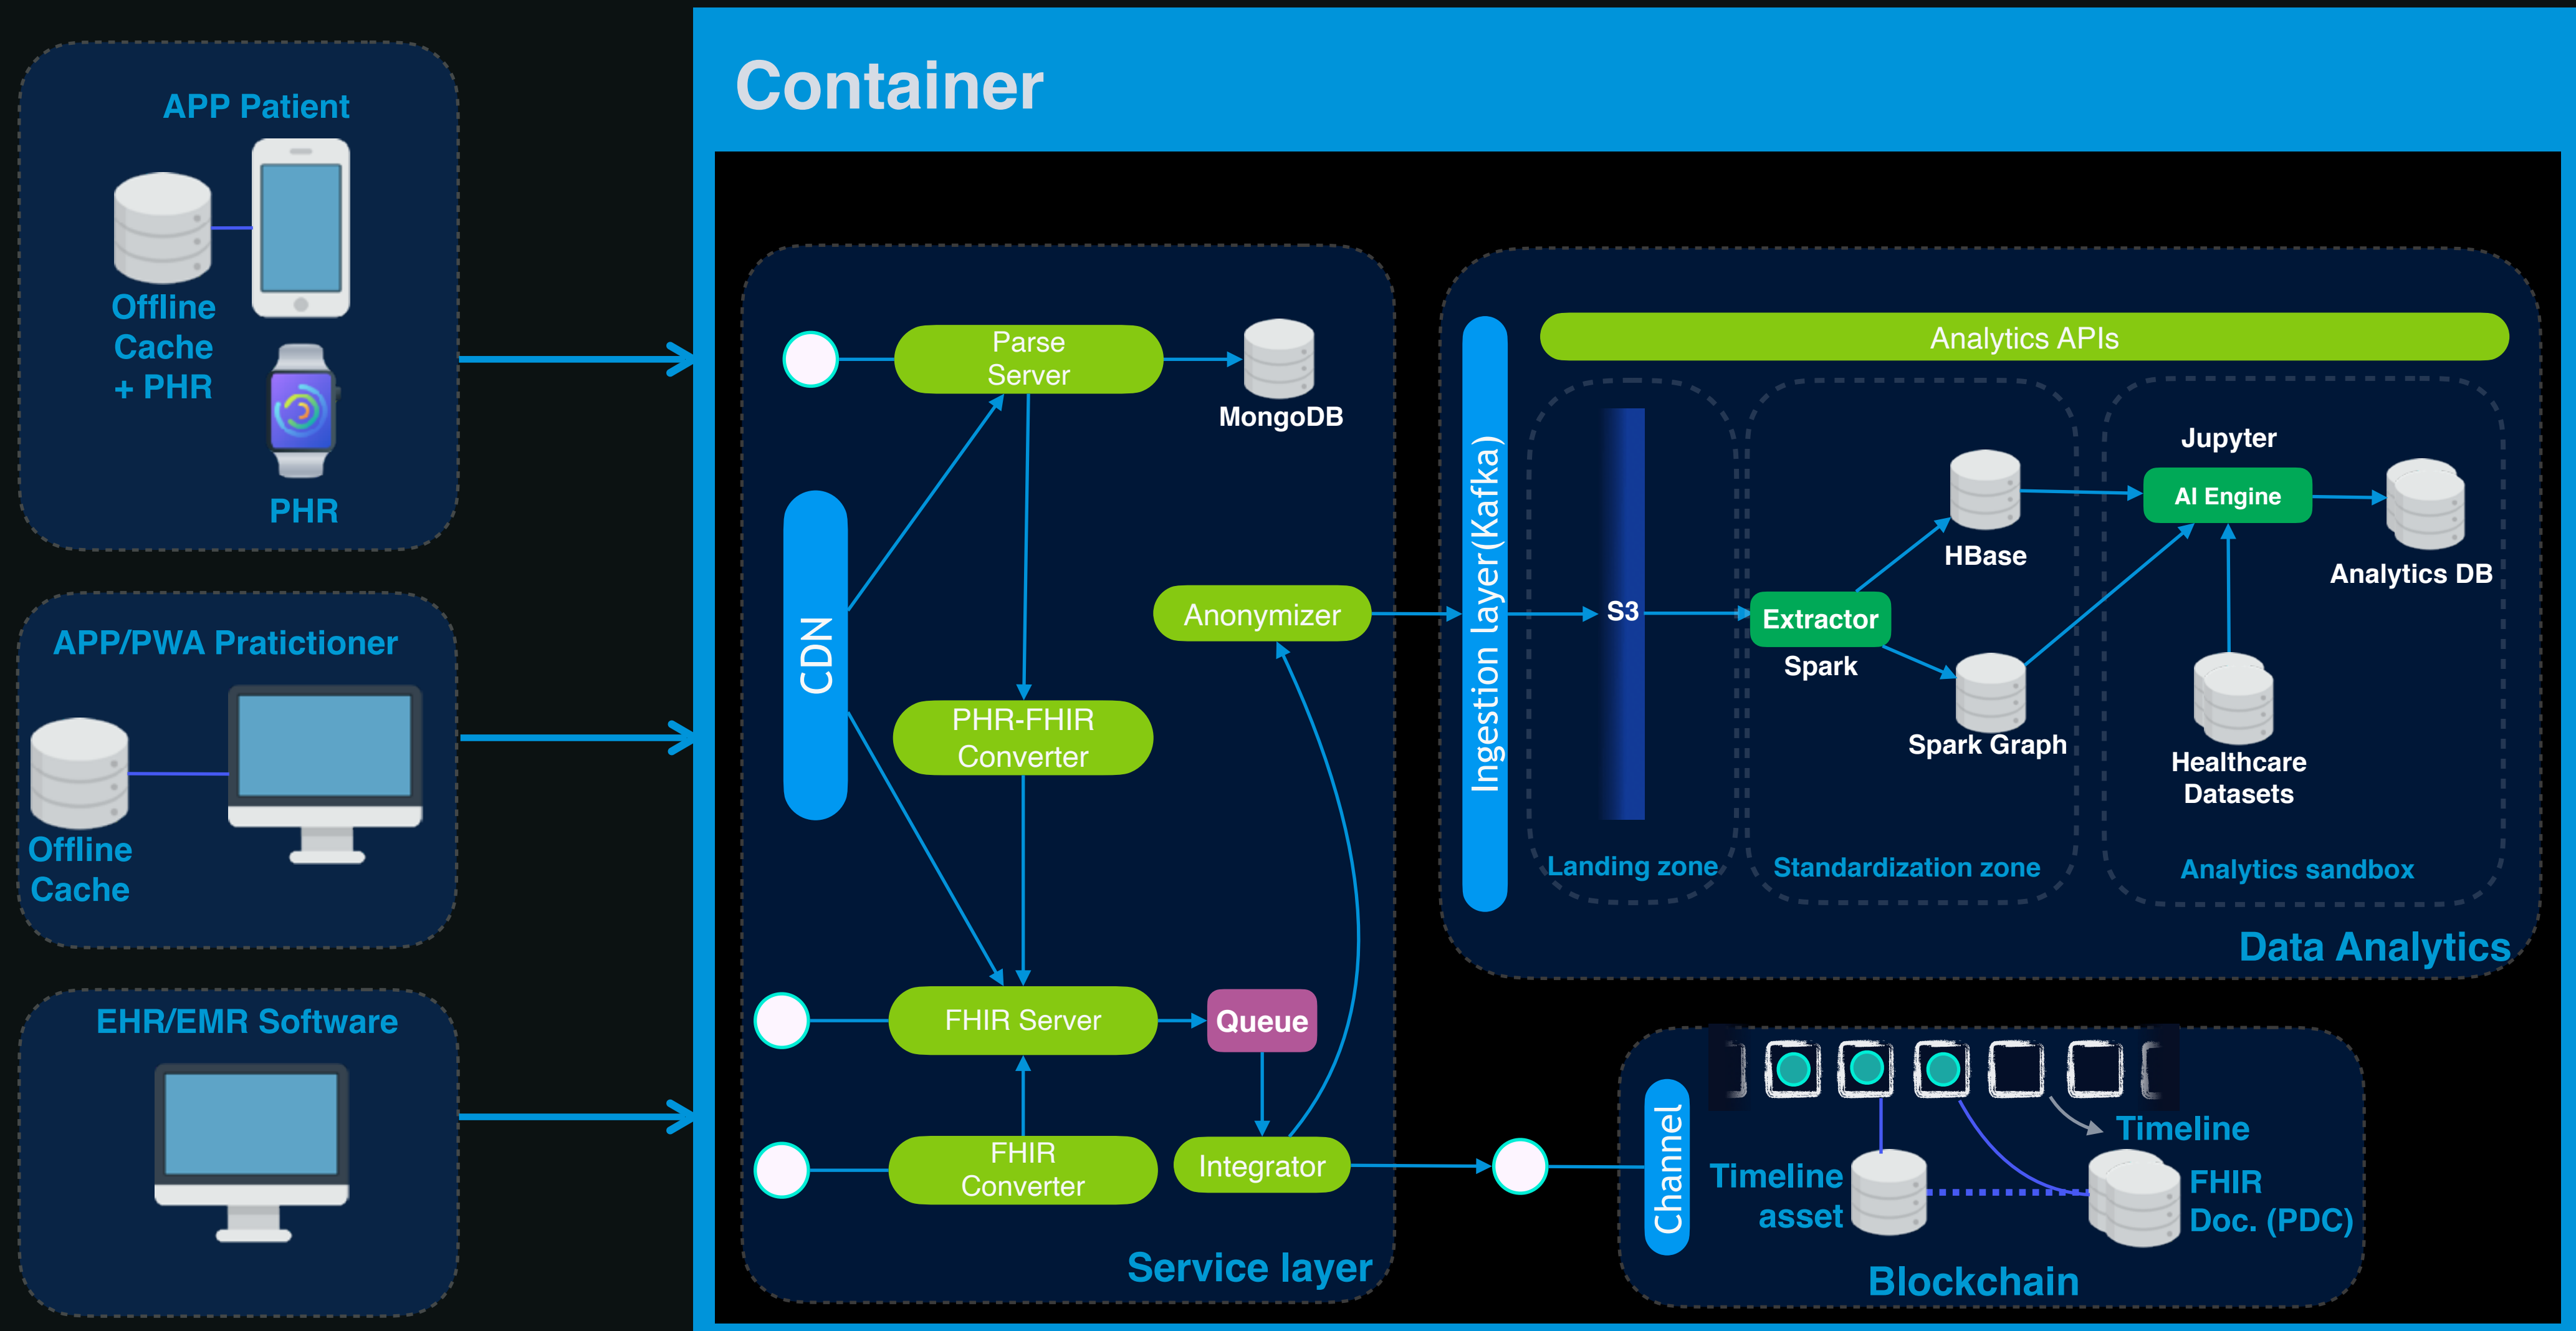 Container
APP Patient
Offline
Cache
+ PHR
PHR
APP/PWA Pratictioner
Offline
Cache
EHR/EMR Software
Parse
Server
MongoDB
CDN
Anonymizer
PHR-FHIR
Converter
FHIR Server
Queue
FHIR
Converter
Integrator
Service layer
Ingestion layer(Kafka)
Analytics APIs
S3
Landing zone
Extractor
Spark
HBase
Spark Graph
Standardization zone
Jupyter
AI Engine
Analytics DB
Healthcare
Datasets
Analytics sandbox
Data Analytics
Channel
Timeline
Timeline
asset
FHIR
Doc. (PDC)
Blockchain